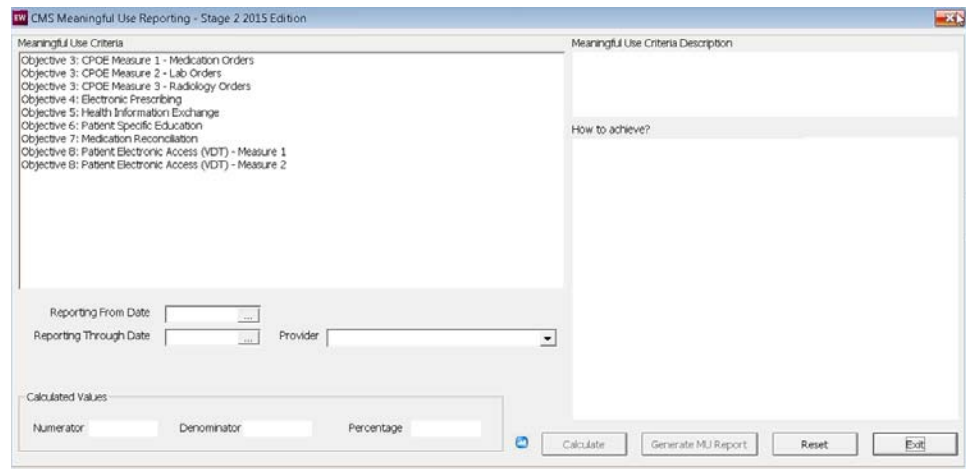 EW CMS Meaningful Use Reporting - Stage 2 2015 Edition
Meaningful Use Criteria
Objective 3: CPOE Measure 1 - Medication Orders
Objective 3: CPOE Measure 2 - Lab Orders
Objective 3: CPOE Measure 3 - Radiology Orders
Objective 4: Electronic Prescribing
Objective 5: Health Information Exchange
Objective 6: Patient Specific Education
Objective 7: Medication Reconciliation
Objective 8: Patient Electronic Access (VDT) - Measure 1
Objective 8: Patient Electronic Access (VDT) - Measure 2
Meaningful Use Criteria Description
How to achieve?
Reporting From Date ...
Reporting Through Date ... Provider
Calculated Values
Numerator Denominator Percentage
Calculate Generate MU Report Reset Exit